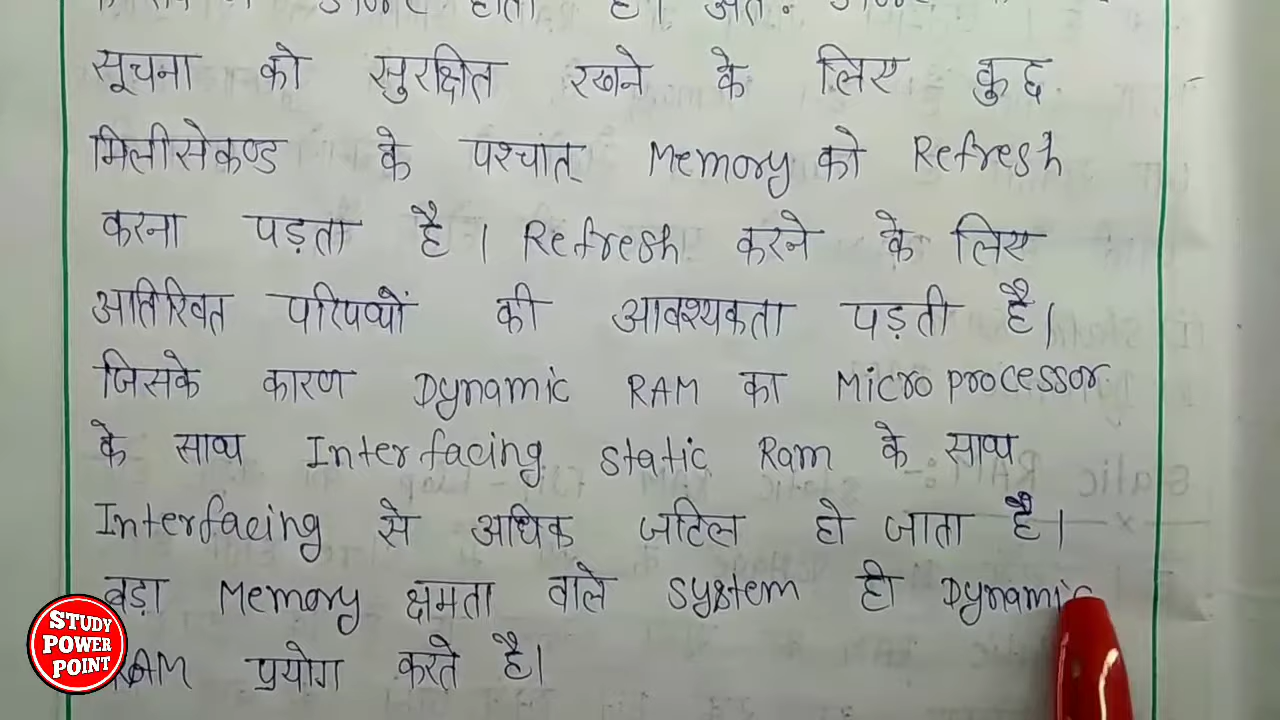 सूचना को सुरक्षित रखने के लिए कुछ
मिलीसेकण्ड के पश्चात् Memory को Refresh
करना पड़ता है। Refresh करने के लिए
अतिरिक्त परिपथों की आवश्यकता पड़ती है।
जिसके कारण Dynamic RAM का Microprocessor
के साथ Interfacing static Ram के साथ
Interfacing से अधिक जटिल हो जाता है।
बड़ा Memory क्षमता वाले system ही Dynamic
RAM प्रयोग करते है।
static
STUDY
POWER
POINT